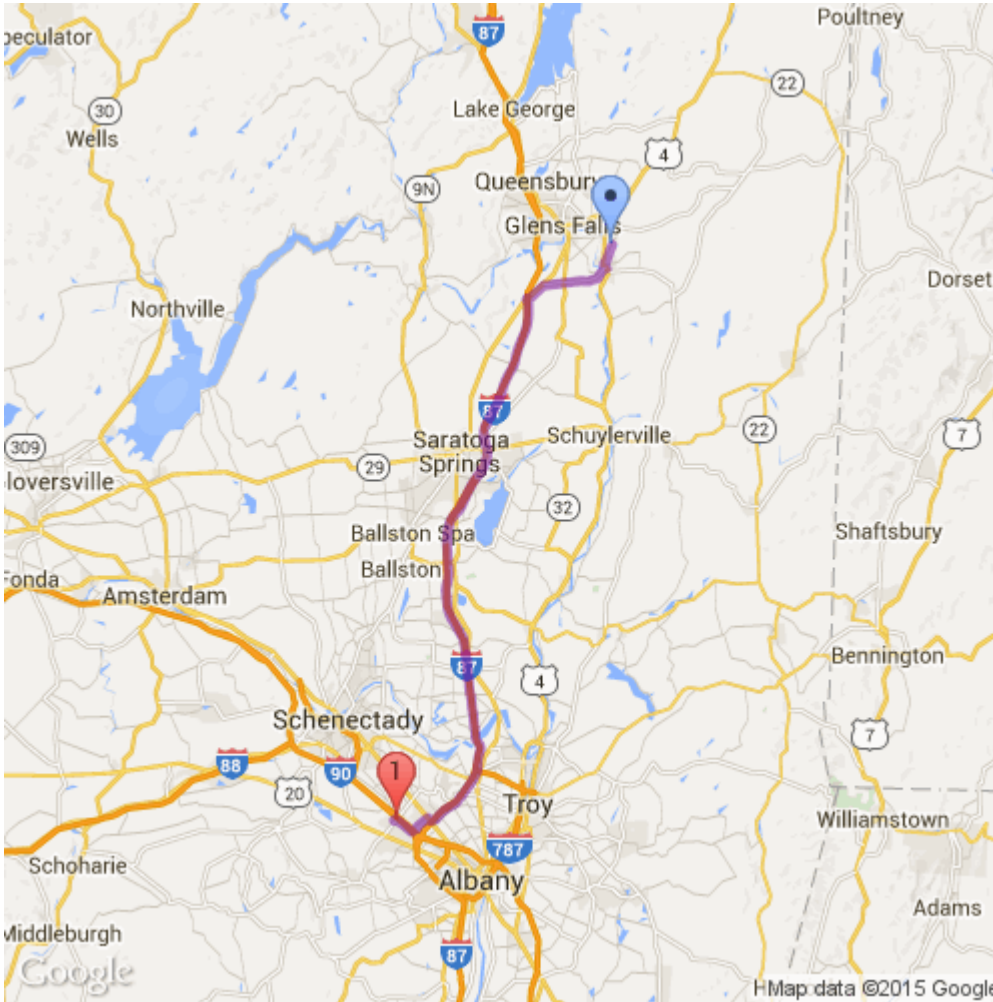 Poultney
peculator
87
22
Lake George
30
Wells
4
9N
Queensbury
Glens Falls
Dorset
Northville
87
Saratoga
Springs
Schuylerville
22
7
309
29
loversville
32
Ballston Spa
Shaftsbury
Ballston
Fonda
Amsterdam
87
Bennington
4
Schenectady
7
88
90
1
20
Troy
Williamstown
787
Schoharie
Albany
Adams
Middleburgh
87
Google
Map data ©2015 Google